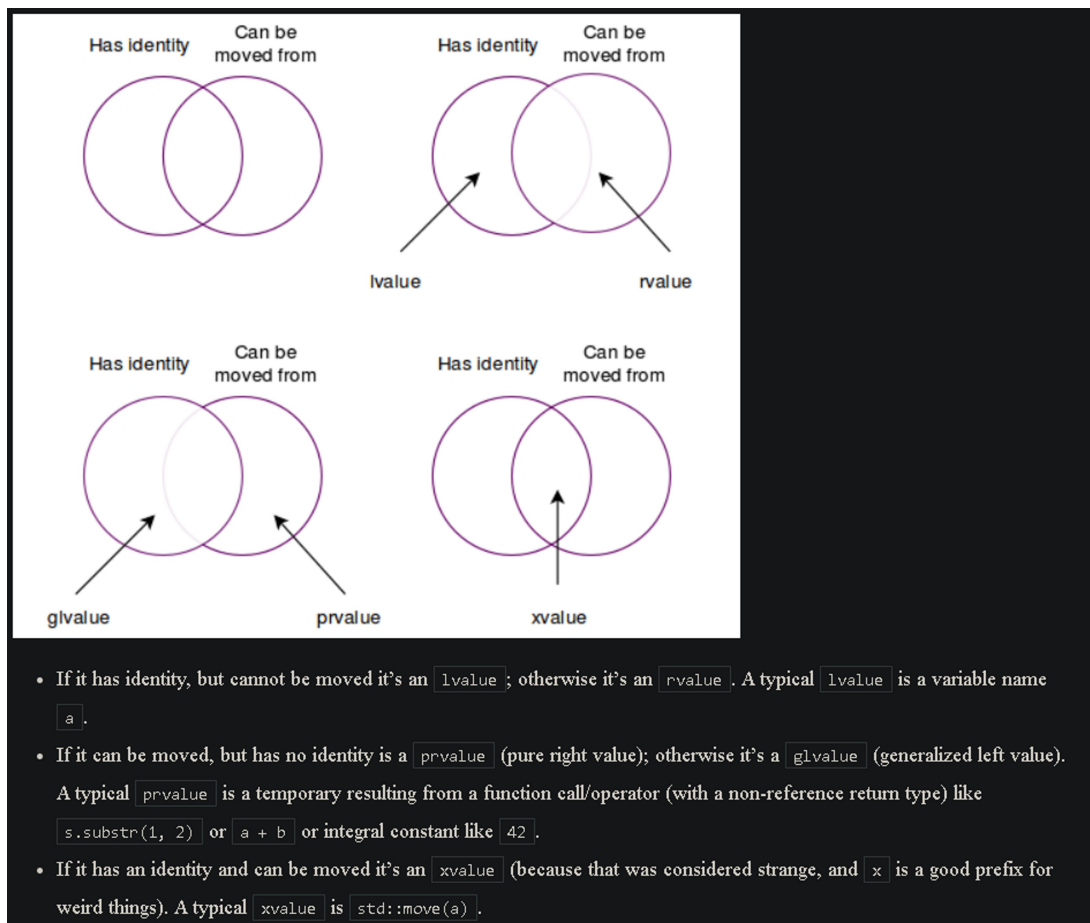 Has identity
Can be
moved from
Has identity
Can be
moved from
lvalue
rvalue
Has identity
Can be
moved from
Has identity
Can be
moved from
glvalue
prvalue
xvalue
• If it has identity, but cannot be moved it’s an lvalue; otherwise it’s an rvalue. A typical lvalue is a variable name
a.
• If it can be moved, but has no identity is a prvalue (pure right value); otherwise it’s a glvalue (generalized left value).
A typical prvalue is a temporary resulting from a function call/operator (with a non-reference return type) like
s.substr(1, 2) or a + b or integral constant like 42.
• If it has an identity and can be moved it’s an xvalue (because that was considered strange, and x is a good prefix for
weird things). A typical xvalue is std::move(a).